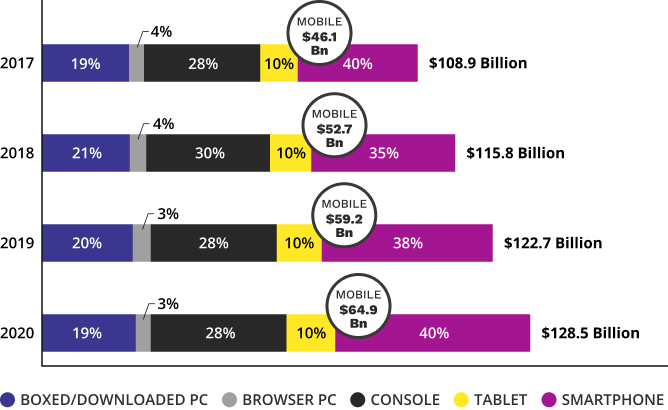 4%
MOBILE
$46.1
Bn
2017
19%
28%
10%
40%
$108.9 Billion
4%
MOBILE
$52.7
Bn
2018
21%
30%
10%
35%
$115.8 Billion
3%
MOBILE
$59.2
Bn
2019
20%
28%
10%
38%
$122.7 Billion
3%
MOBILE
$64.9
Bn
2020
19%
28%
10%
40%
$128.5 Billion
BOXED/DOWNLOADED PC
BROWSER PC
CONSOLE
TABLET
SMARTPHONE